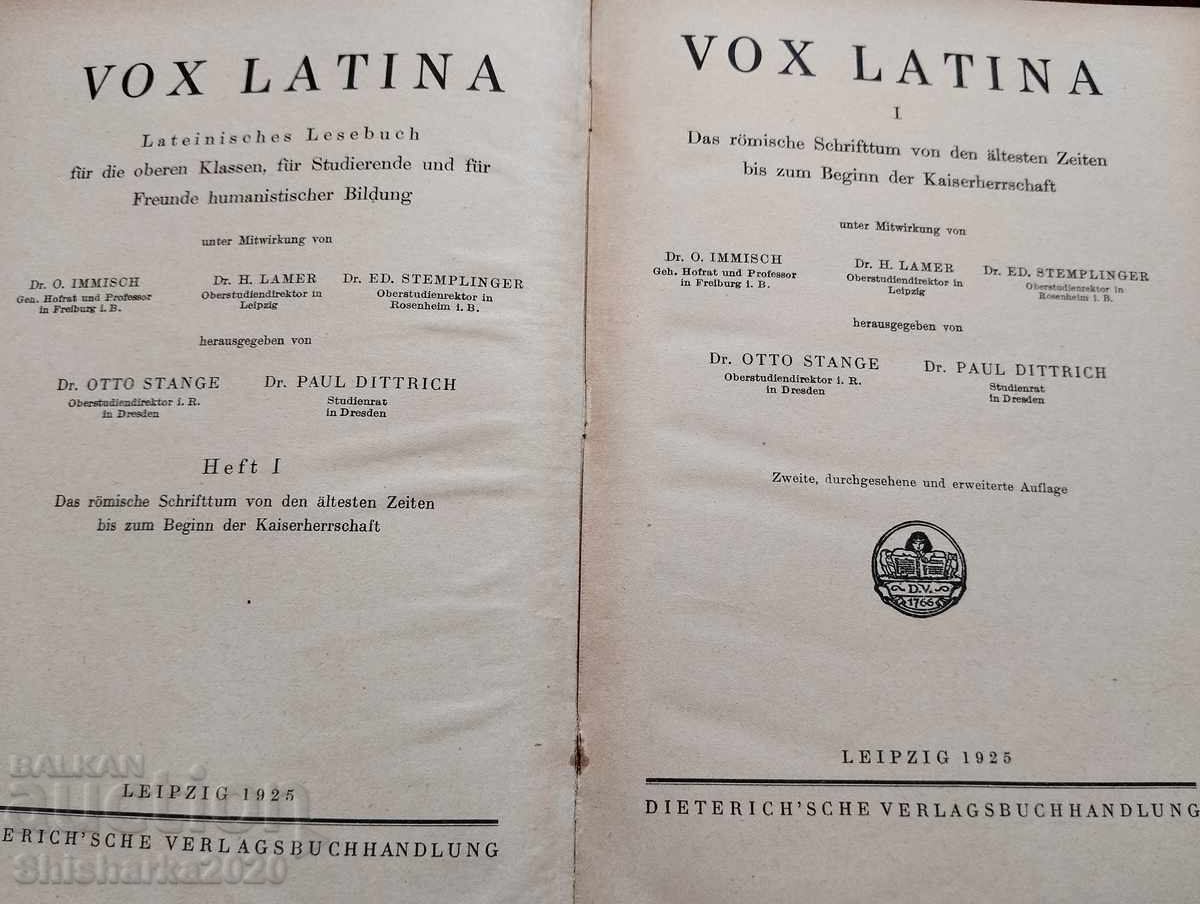 VOX LATINA
Lateinisches Lesebuch
für die oberen Klassen, für Studierende und für
Freunde humanistischer Bildung
unter Mitwirkung von
Dr. O. IMMISCH
Geh. Hofrat und Professor
in Freiburg i. B.
Dr. H. LAMER
Oberstudiendirektor in
Leipzig
Dr. ED. STEMPLINGER
Oberstudienrektor in
Rosenheim i. B.
herausgegeben von
Dr. OTTO STANGE
Oberstudiendirektor i. R.
in Dresden
Dr. PAUL DITTRICH
Studienrat
in Dresden
Heft I
Das römische Schrifttum von den ältesten Zeiten
bis zum Beginn der Kaiserherrschaft
LEIPZIG 1925
ERICH'SCHE VERLAGSBUCHHANDLUNG
VOX LATINA
I
Das römische Schrifttum von den ältesten Zeiten
bis zum Beginn der Kaiserherrschaft
unter Mitwirkung von
Dr. O. IMMISCH
Geh. Hofrat und Professor
in Freiburg i. B.
Dr. H. LAMER
Oberstudiendirektor in
Leipzig
Dr. ED. STEMPLINGER
Oberstudienrektor in
Rosenheim i. B.
herausgegeben von
Dr. OTTO STANGE
Oberstudiendirektor i. R.
in Dresden
Dr. PAUL DITTRICH
Studienrat
in Dresden
Zweite, durchgesehene und erweiterte Auflage
D.V.
1766
LEIPZIG 1925
DIETERICH'SCHE VERLAGSBUCHHANDLUNG
BALKAN
auction
Shisharka2020